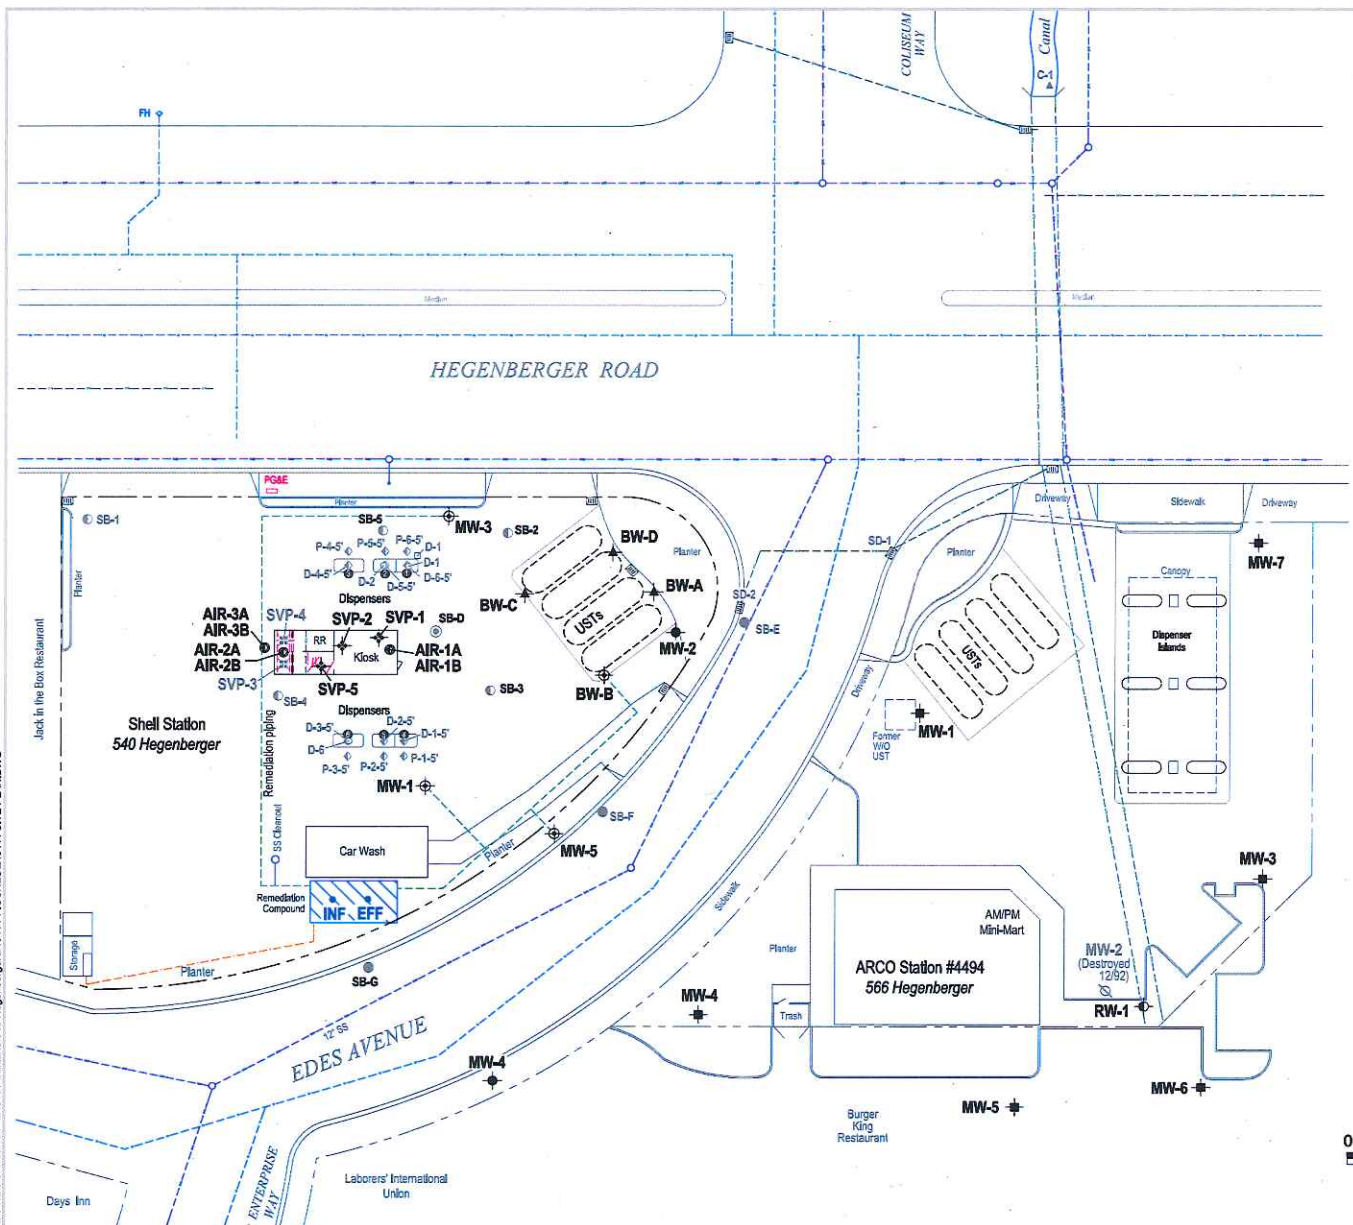 COLISEUM
WAY
Canal
C-1
FH
Median
Median
HEGENBERGER ROAD
PG&E
Planter
Driveway
Sidewalk
Driveway
SB-1
SB-5
MW-3
SB-2
P-4-5'
P-5-5'
P-6-5'
D-1
D-1
D-4-5'
D-2
D-5-5'
D-6-5'
BW-D
Planter
SD-1
Planter
MW-7
Canopy
Planter
Dispensers
BW-C
BW-A
SD-2
USTs
AIR-3A
AIR-3B
SVP-4
SVP-2
SVP-1
SB-D
SB-E
AIR-2A
AIR-2B
RR
Kiosk
AIR-1A
AIR-1B
MW-2
Dispenser
Islands
USTs
SVP-3
SVP-5
BW-B
SB-4
SB-3
Driveway
Jack in the Box Restaurant
Shell Station
540 Hegenberger
Remediation piping
Dispensers
D-3-5'
D-2-5'
D-6
D-1-5'
P-3-5'
P-2-5'
P-1-5'
Former
W/O
UST
MW-1
MW-1
SB-F
SS Cleanout
Car Wash
Planter
MW-5
MW-3
Remediation
Compound
INF
EFF
Sidewalk
AM/PM
Mini-Mart
Storage
Planter
SB-G
Planter
ARCO Station #4494
566 Hegenberger
MW-2
(Destroyed
12/92)
MW-4
Trash
RW-1
12" SS
EDES AVENUE
MW-4
MW-5
MW-6
Burger
King
Restaurant
Laborers' International
Union
ENTERPRISE
WAY
Days Inn
0